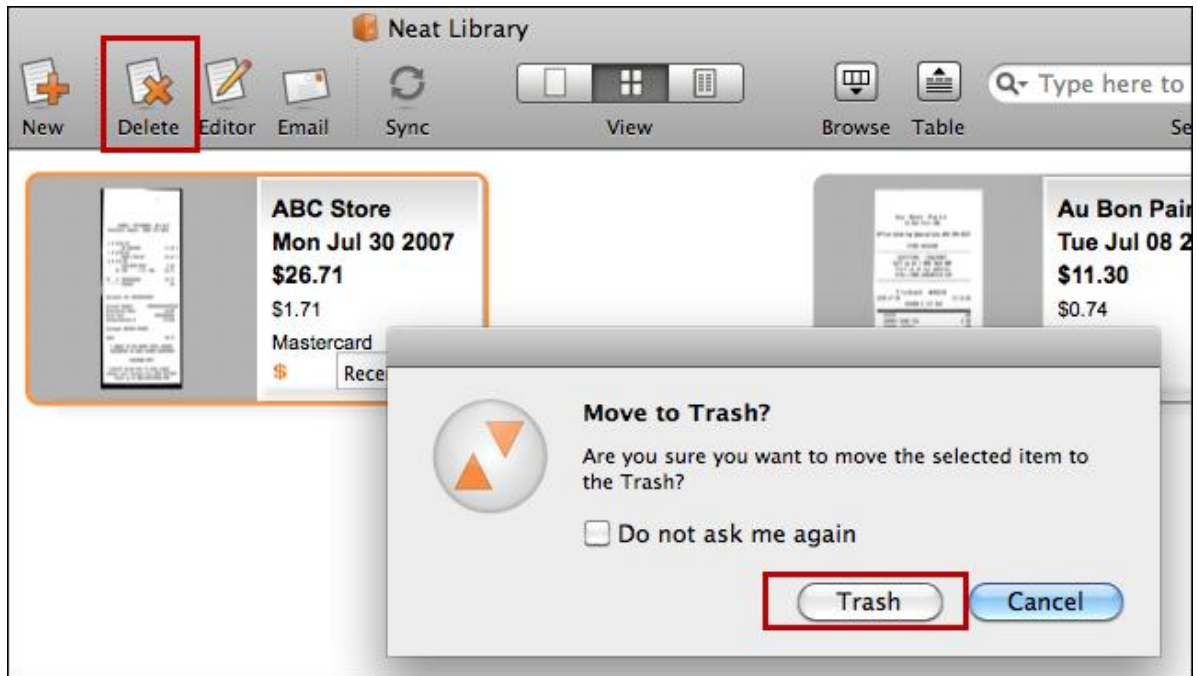 Neat Library
New
Delete
Editor
Email
Sync
View
Browse
Table
Type here to
Se
ABC Store
Mon Jul 30 2007
$26.71
$1.71
Mastercard
$ Rece
Au Bon Pain
Tue Jul 08 2
$11.30
$0.74
Move to Trash?
Are you sure you want to move the selected item to
the Trash?
Do not ask me again
Trash
Cancel